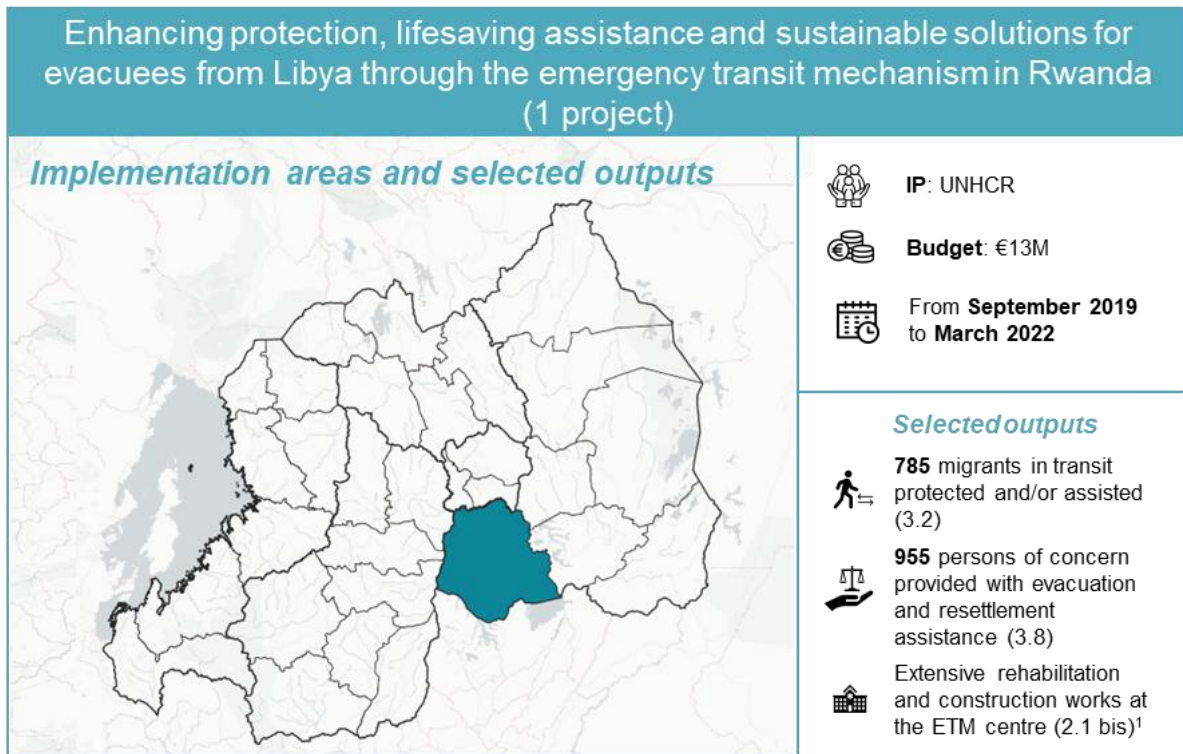 Enhancing protection, lifesaving assistance and sustainable solutions for
evacuees from Libya through the emergency transit mechanism in Rwanda
(1 project)
Implementation areas and selected outputs
IP: UNHCR
Budget: €13M
From September 2019
to March 2022
Selected outputs
785 migrants in transit
protected and/or assisted
(3.2)
955 persons of concern
provided with evacuation
and resettlement
assistance (3.8)
Extensive rehabilitation
and construction works at
the ETM centre (2.1 bis)¹